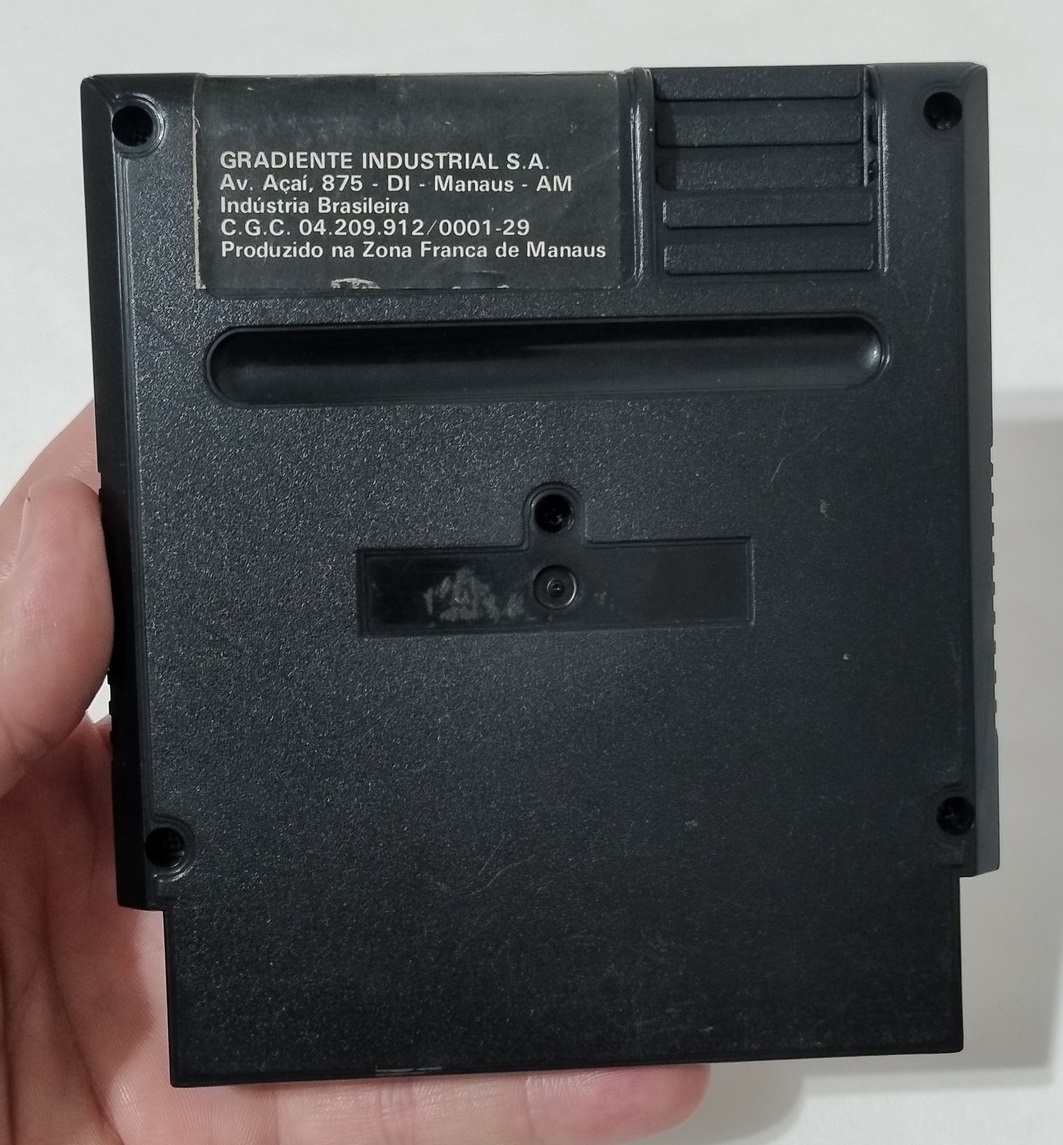 GRADIENTE INDUSTRIAL S.A.
Av. Açaí, 875 - DI - Manaus - AM
Indústria Brasileira
C.G.C. 04.209.912/0001-29
Produzido na Zona Franca de Manaus